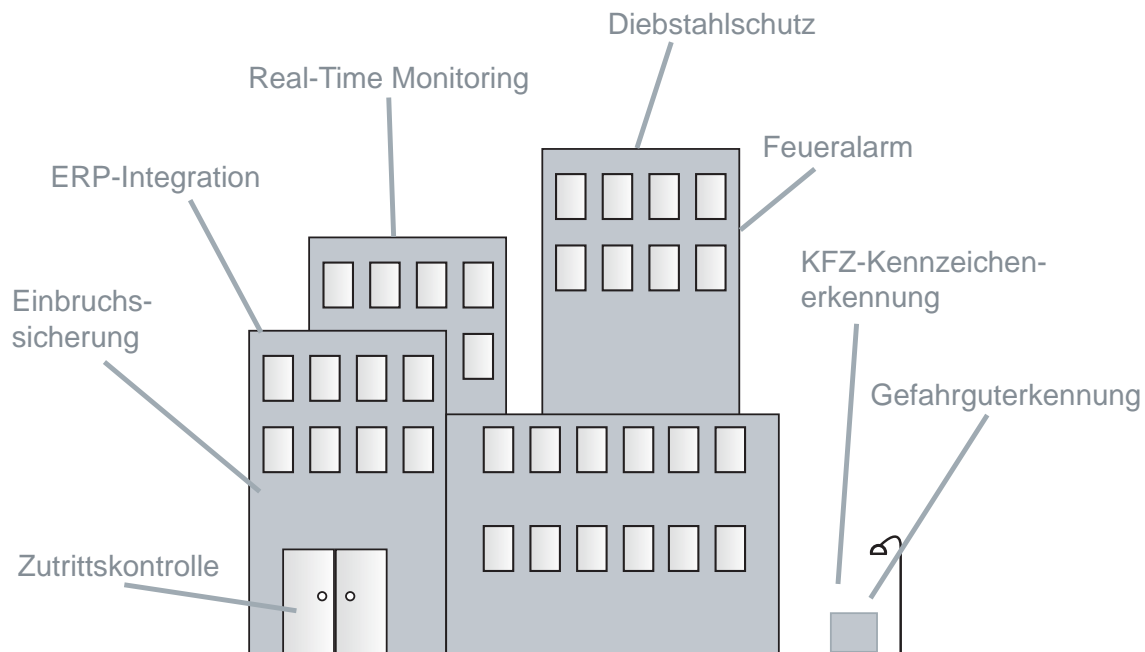 Diebstahlschutz
Real-Time Monitoring
Feueralarm
ERP-Integration
KFZ-Kennzeichen-
erkennung
Einbruchs-
sicherung
Gefahrguterkennung
Zutrittskontrolle